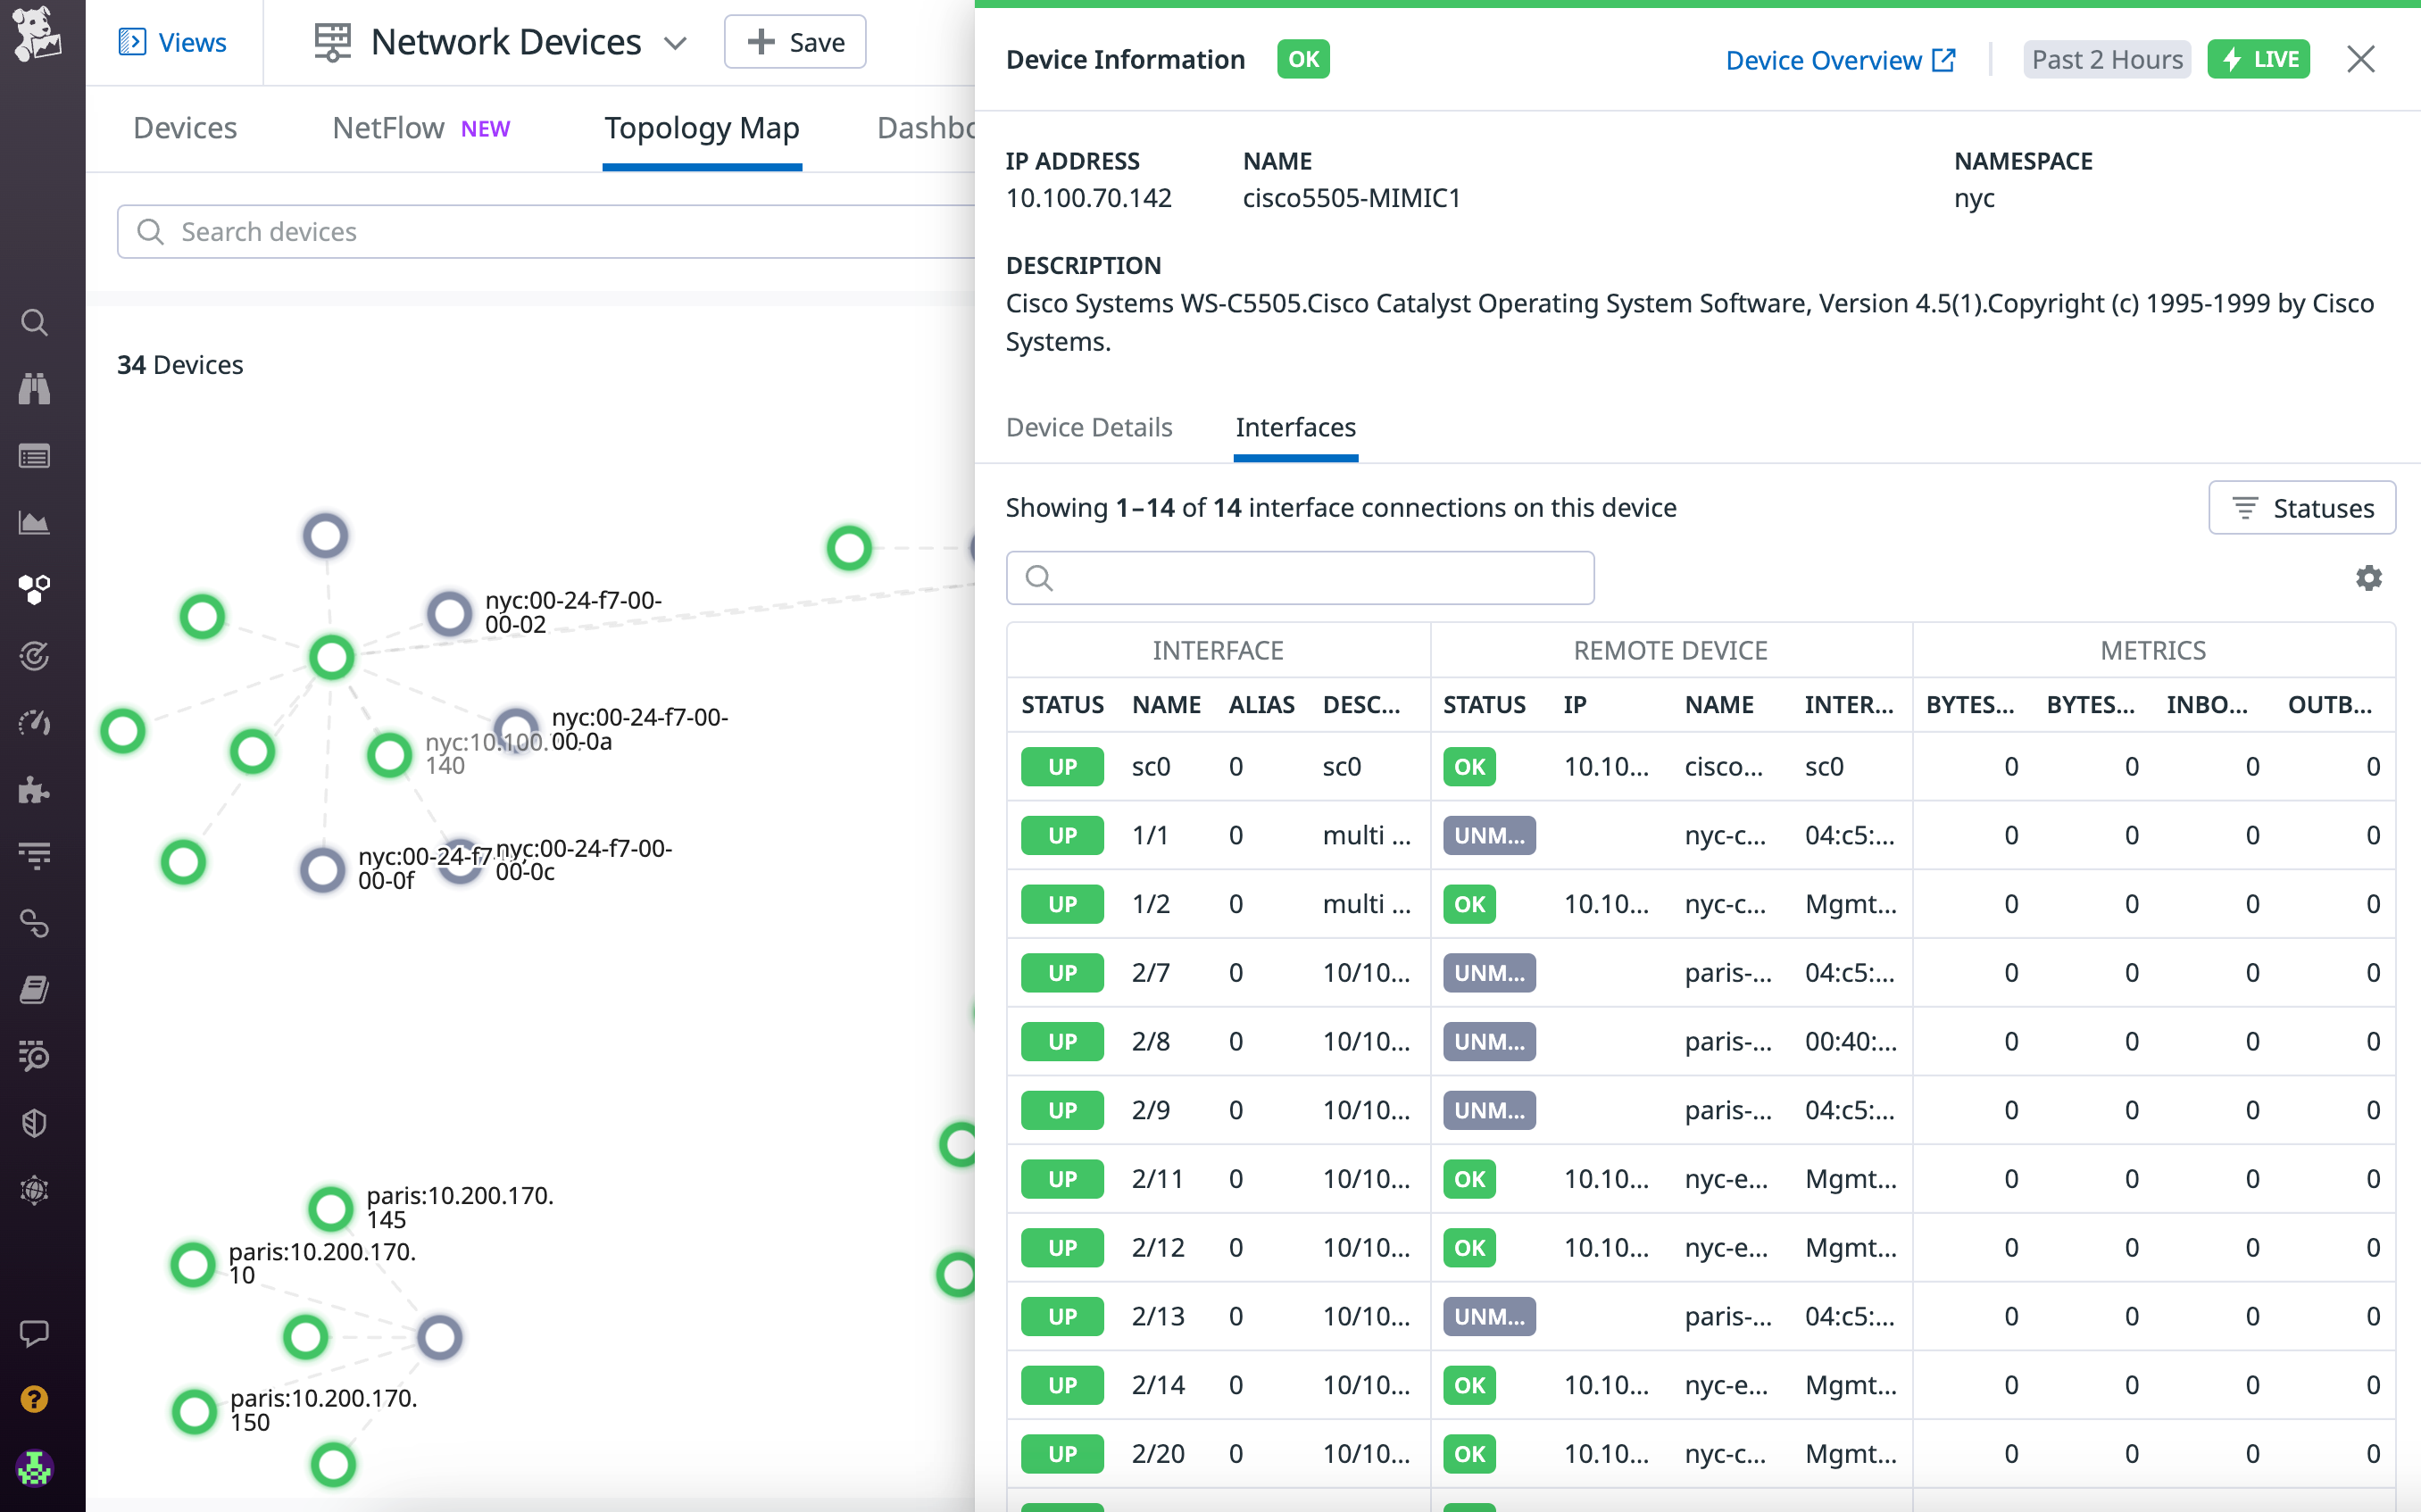 Views
Network Devices
Save
Devices
NetFlow NEW
Topology Map
Dashbo
Search devices
34 Devices
nyc:00-24-f7-00-
00-02
nyc:00-24-f7-00-
00-0a
nyc:10.100.
140
nyc:00-24-f7
00-0f
nyc:00-24-f7-00-
00-0c
paris:10.200.170.
145
paris:10.200.170.
10
paris:10.200.170.
150
?
Device Information OK
Device Overview
Past 2 Hours
LIVE
IP ADDRESS NAME NAMESPACE
10.100.70.142 cisco5505-MIMIC1 nyc
DESCRIPTION
Cisco Systems WS-C5505.Cisco Catalyst Operating System Software, Version 4.5(1).Copyright (c) 1995-1999 by Cisco
Systems.
Device Details Interfaces
Showing 1–14 of 14 interface connections on this device
Statuses
INTERFACE REMOTE DEVICE METRICS
STATUS NAME ALIAS DESC... STATUS IP NAME INTER... BYTES... BYTES... INBO... OUTB...
UP sc0 0 sc0 OK 10.10... cisco... sc0 0 0 0 0
UP 1/1 0 multi ... UNM... nyc-c... 04:c5:... 0 0 0 0
UP 1/2 0 multi ... OK 10.10... nyc-c... Mgmt... 0 0 0 0
UP 2/7 0 10/10... UNM... paris-... 04:c5:... 0 0 0 0
UP 2/8 0 10/10... UNM... paris-... 00:40:... 0 0 0 0
UP 2/9 0 10/10... UNM... paris-... 04:c5:... 0 0 0 0
UP 2/11 0 10/10... OK 10.10... nyc-e... Mgmt... 0 0 0 0
UP 2/12 0 10/10... OK 10.10... nyc-e... Mgmt... 0 0 0 0
UP 2/13 0 10/10... UNM... paris-... 04:c5:... 0 0 0 0
UP 2/14 0 10/10... OK 10.10... nyc-e... Mgmt... 0 0 0 0
UP 2/20 0 10/10... OK 10.10... nyc-c... Mgmt... 0 0 0 0